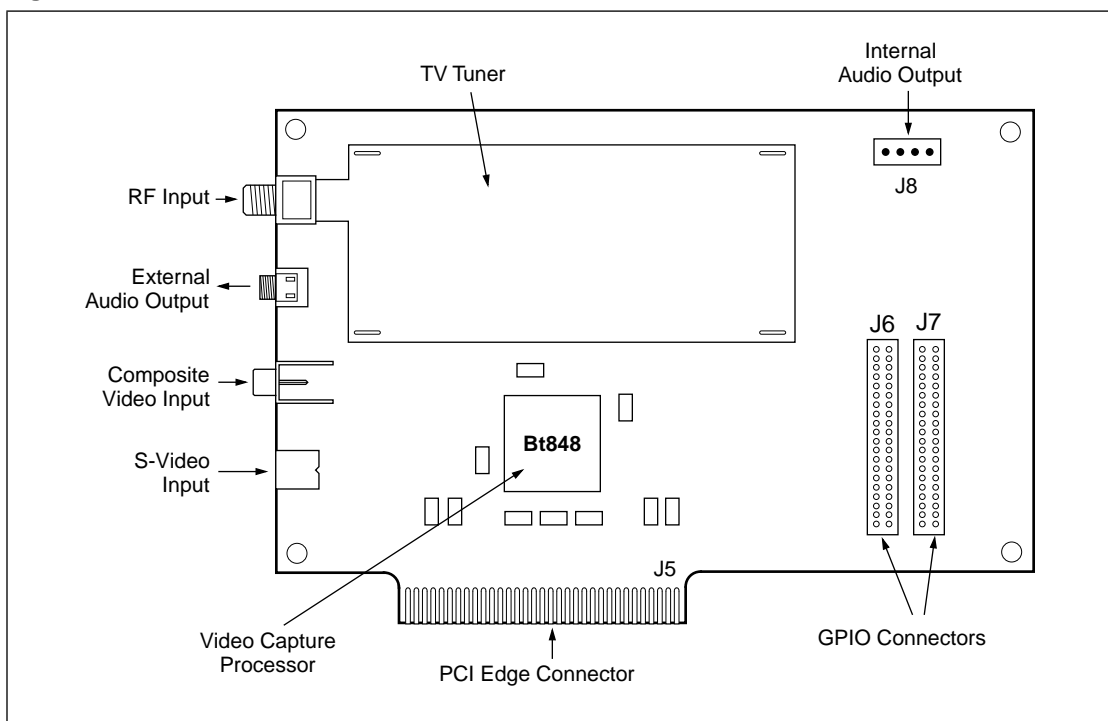 TV Tuner
Internal
Audio Output
J8
RF Input
External
Audio Output
J6 J7
Composite
Video Input
Bt848
S-Video
Input
J5
Video Capture
Processor
PCI Edge Connector
GPIO Connectors